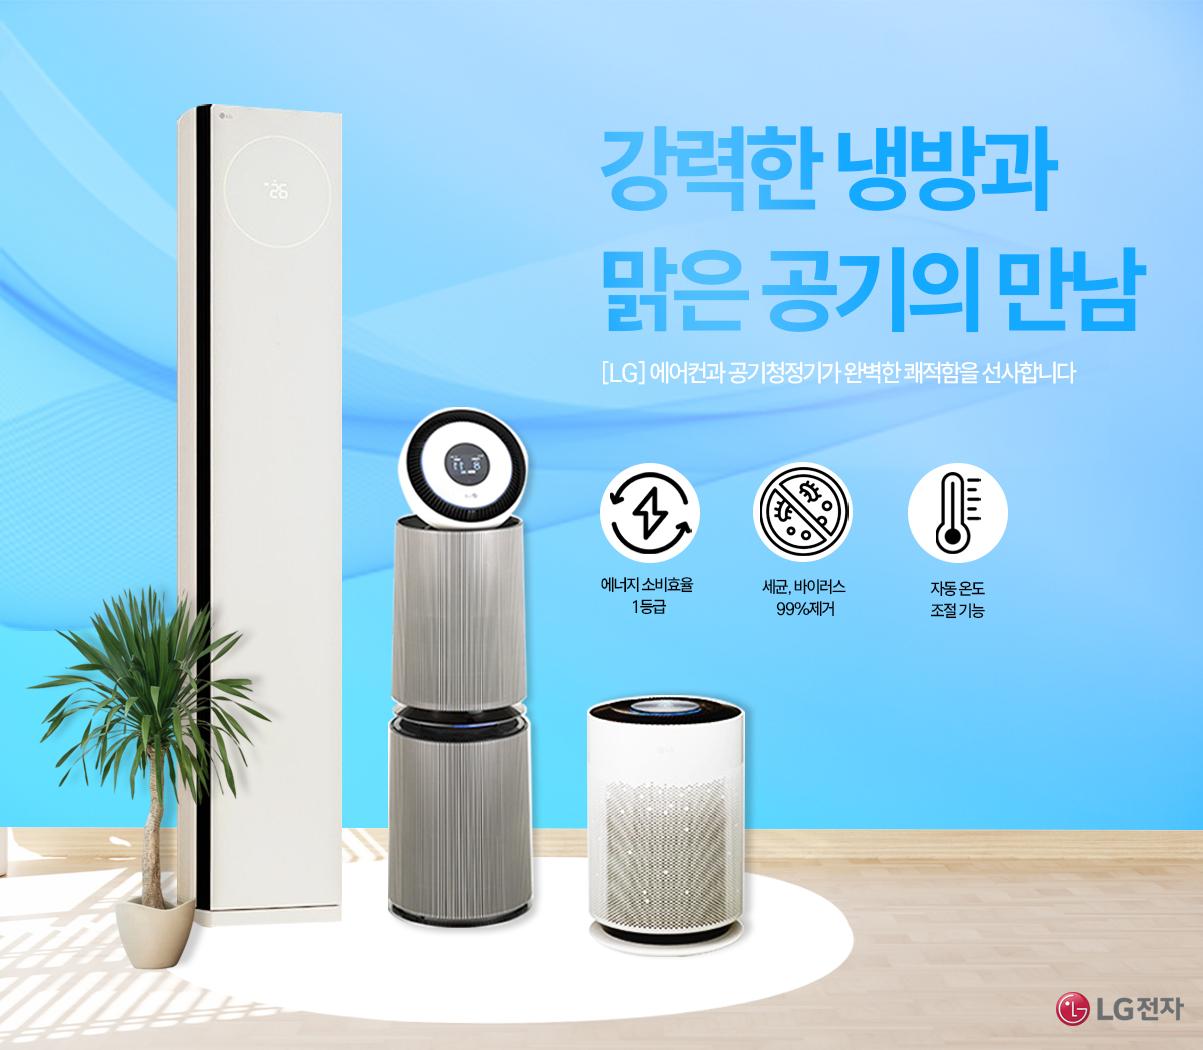 강력한 냉방과
맑은 공기의 만남
[LG] 에어컨과 공기청정기가 완벽한 쾌적함을 선사합니다
에너지 소비효율
1등급
세균, 바이러스
99%제거
자동 온도
조절 기능
LG
26
LG전자